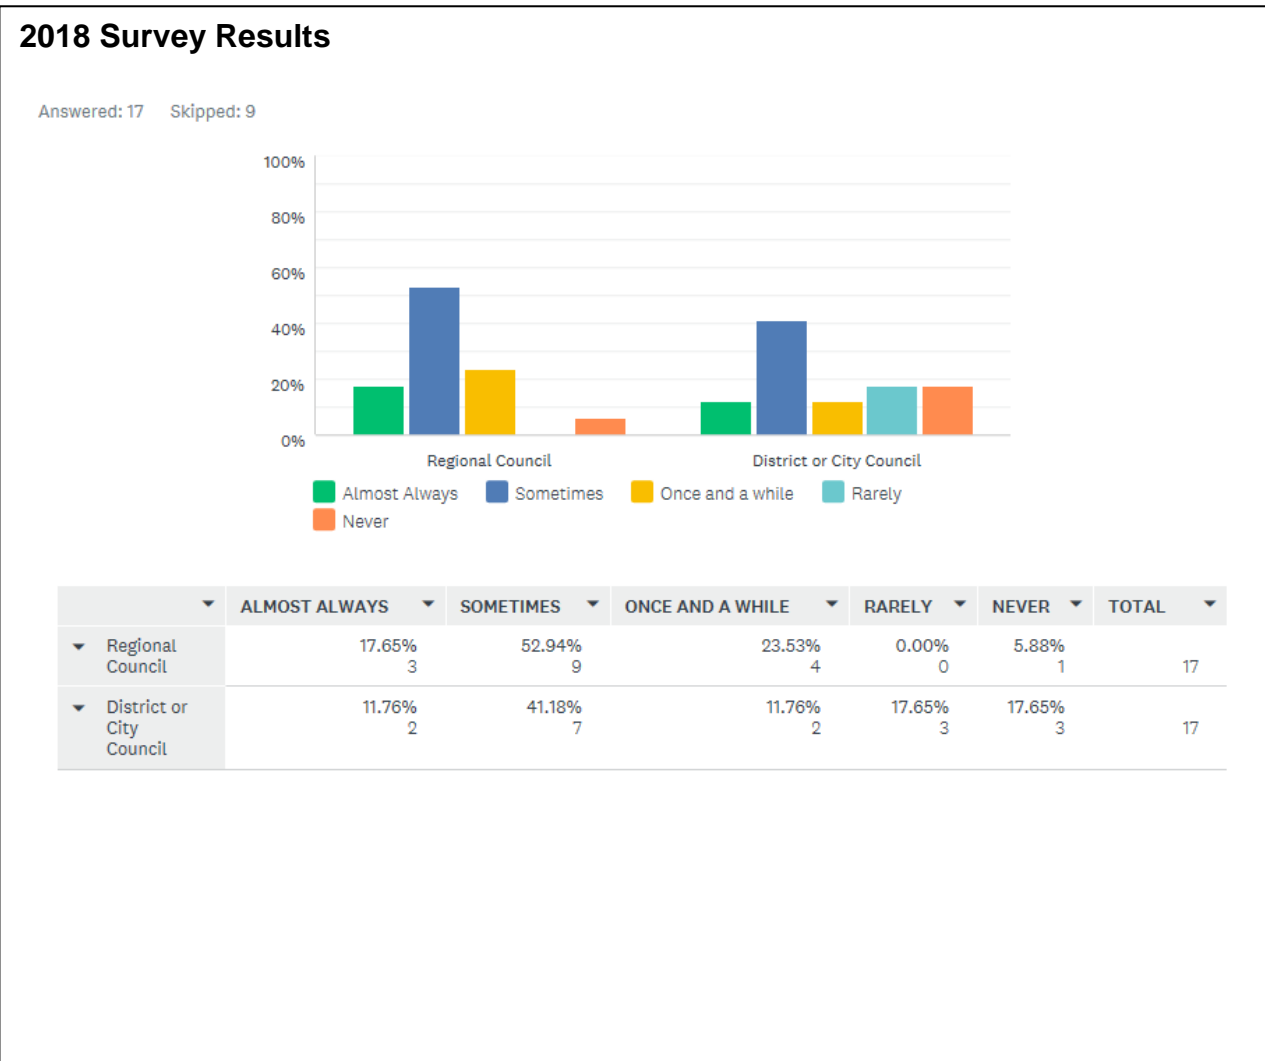 2018 Survey Results
Answered: 17 Skipped: 9
100%
80%
60%
40%
20%
0%
Regional Council District or City Council
Almost Always Sometimes Once and a while Rarely
Never
ALMOST ALWAYS SOMETIMES ONCE AND A WHILE RARELY NEVER TOTAL
Regional 17.65% 52.94% 23.53% 0.00% 5.88%
Council 3 9 4 0 1 17
District or 11.76% 41.18% 11.76% 17.65% 17.65%
City 2 7 2 3 3 17
Council